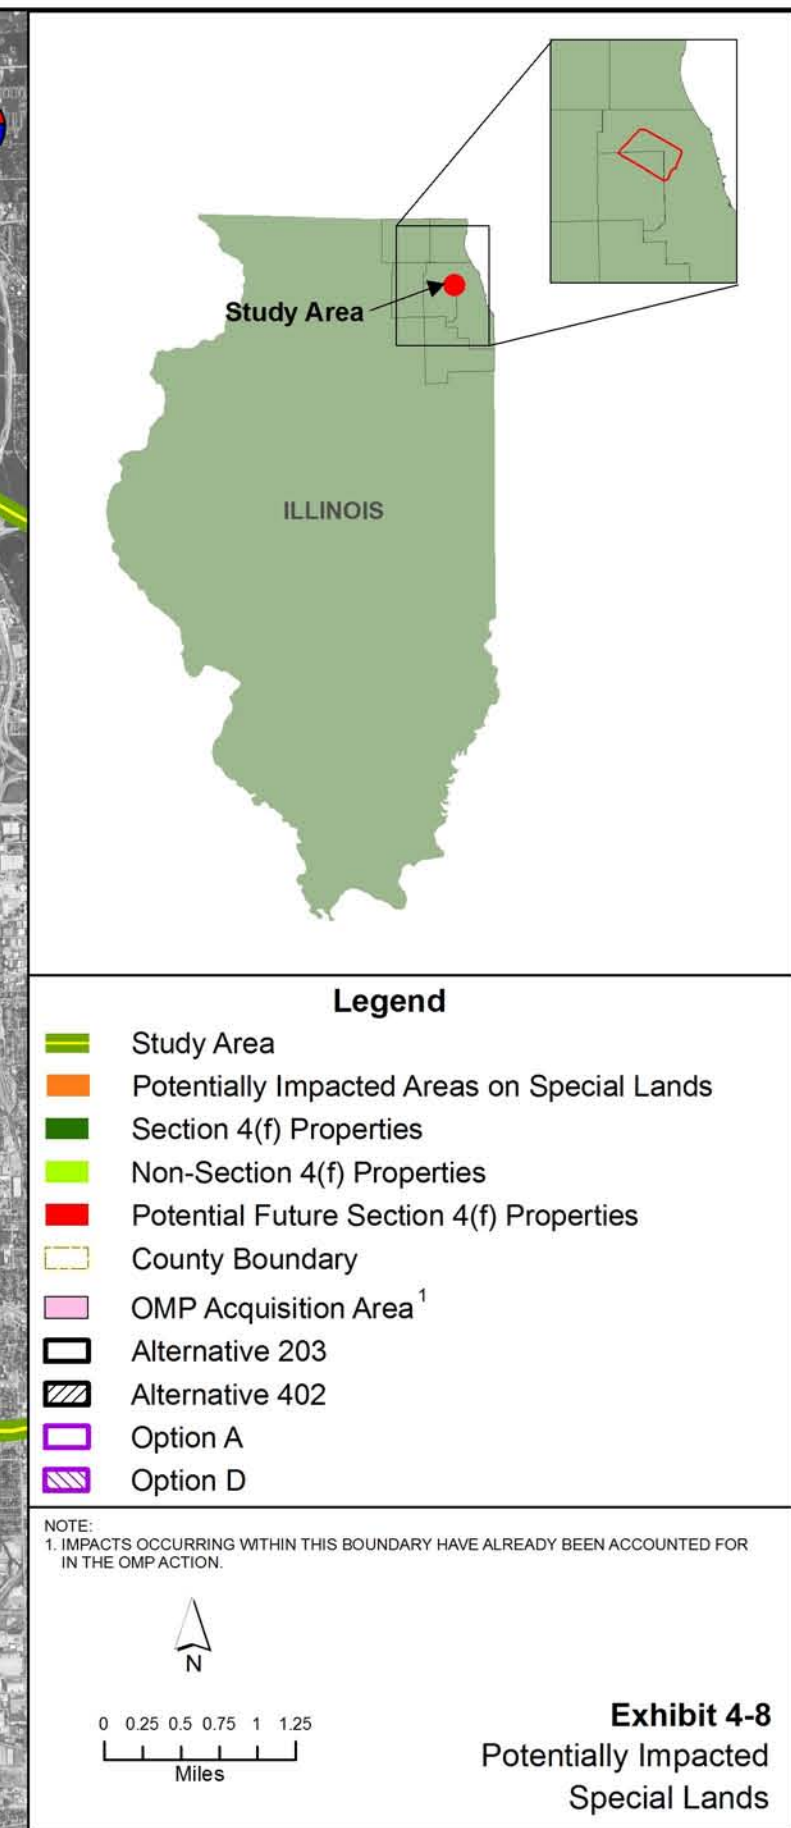 Study Area
ILLINOIS
Legend
Study Area
Potentially Impacted Areas on Special Lands
Section 4(f) Properties
Non-Section 4(f) Properties
Potential Future Section 4(f) Properties
County Boundary
OMP Acquisition Area 1
Alternative 203
Alternative 402
Option A
Option D
NOTE:
1. IMPACTS OCCURRING WITHIN THIS BOUNDARY HAVE ALREADY BEEN ACCOUNTED FOR
IN THE OMP ACTION.
N
0 0.25 0.5 0.75 1 1.25
Miles
Exhibit 4-8
Potentially Impacted
Special Lands